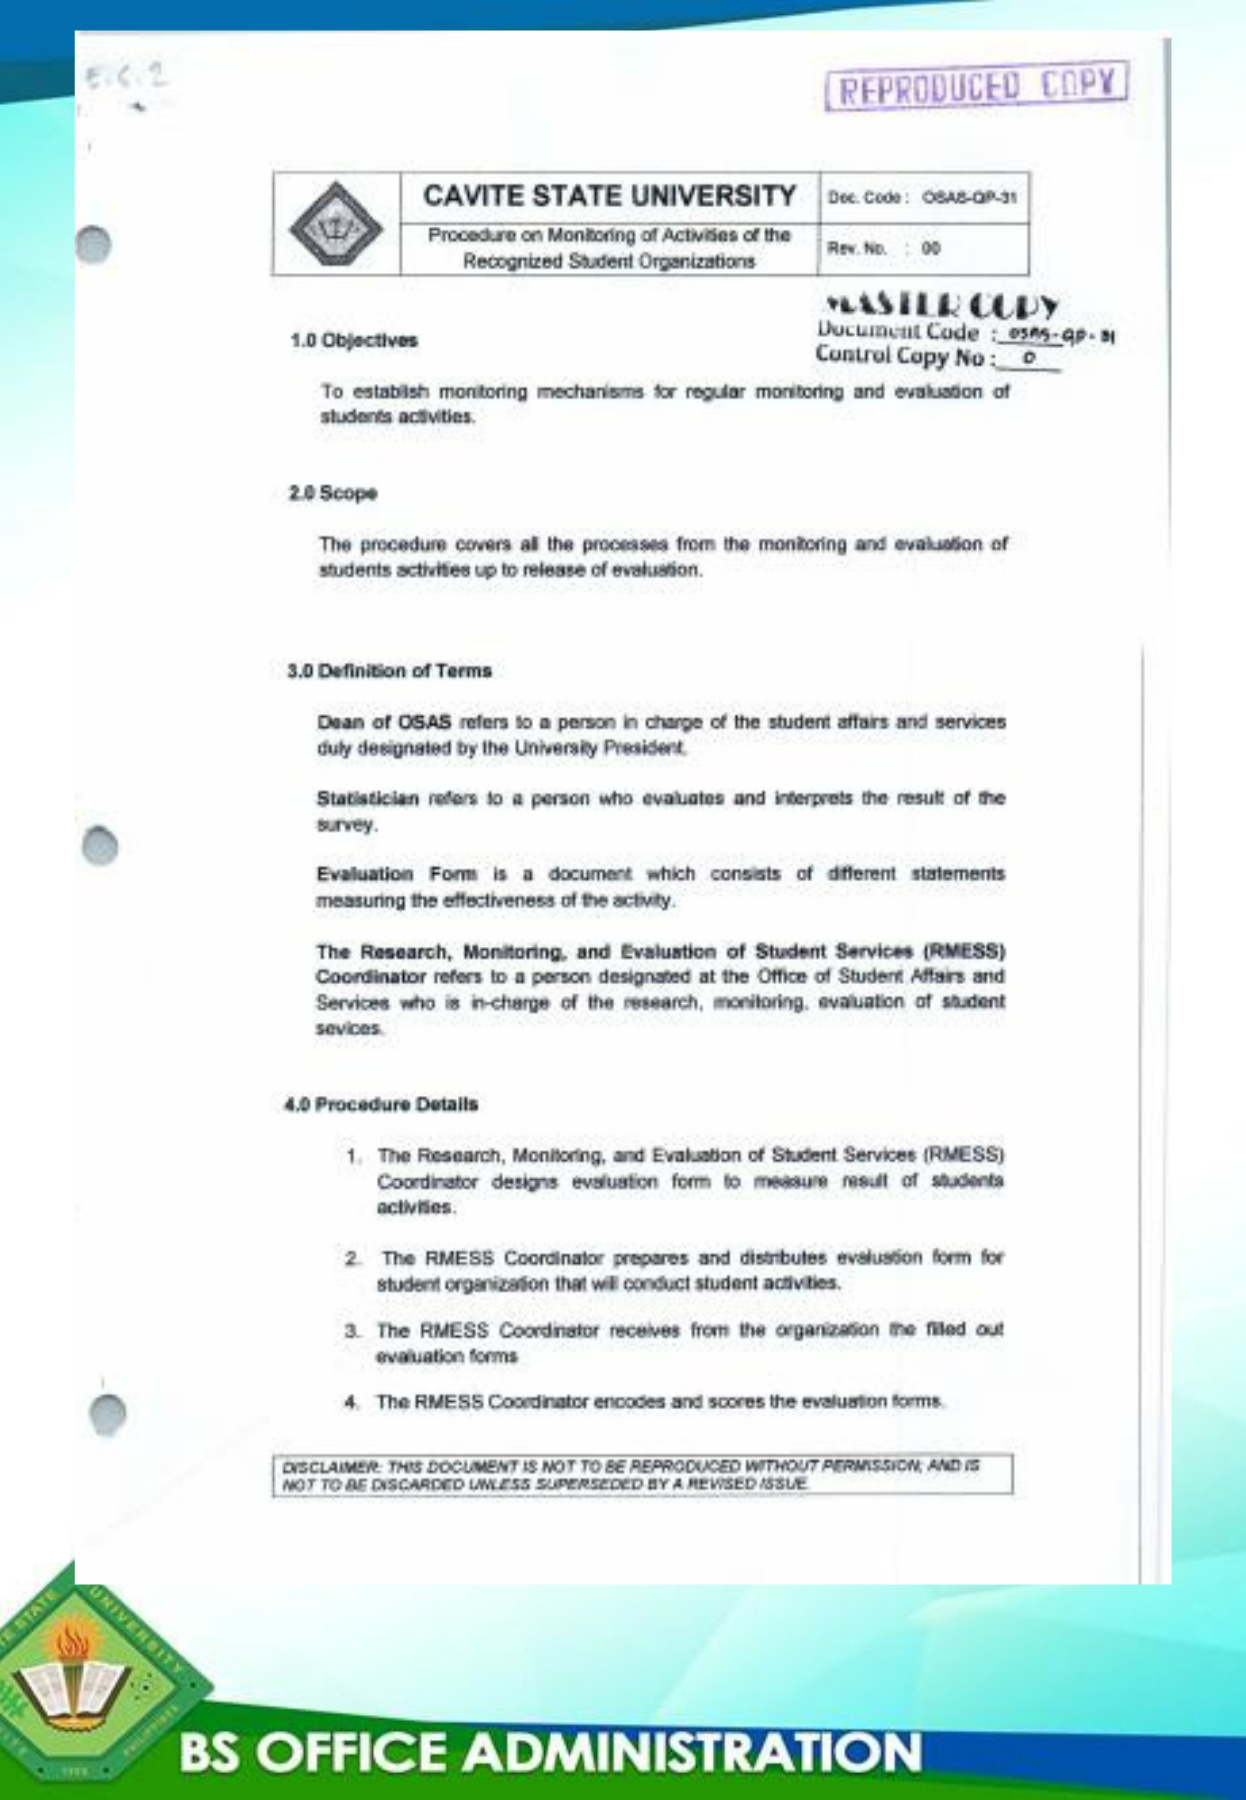 E.6.2
REPRODUCED COPY
CAVITE STATE UNIVERSITY
Procedure on Monitoring of Activities of the
Recognized Student Organizations
Doc. Code : OSAS-QP-31
Rev. No. : 00
MASTER COPY
Document Code : OSAS-QP-31
Control Copy No : 0
1.0 Objectives
To establish monitoring mechanisms for regular monitoring and evaluation of
students activities.
2.0 Scope
The procedure covers all the processes from the monitoring and evaluation of
students activities up to release of evaluation.
3.0 Definition of Terms
Dean of OSAS refers to a person in charge of the student affairs and services
duly designated by the University President.
Statistician refers to a person who evaluates and interprets the result of the
survey.
Evaluation Form is a document which consists of different statements
measuring the effectiveness of the activity.
The Research, Monitoring, and Evaluation of Student Services (RMESS)
Coordinator refers to a person designated at the Office of Student Affairs and
Services who is in-charge of the research, monitoring, evaluation of student
sevices.
4.0 Procedure Details
1. The Research, Monitoring, and Evaluation of Student Services (RMESS)
Coordinator designs evaluation form to measure result of students
activities.
2. The RMESS Coordinator prepares and distributes evaluation form for
student organization that will conduct student activities.
3. The RMESS Coordinator receives from the organization the filled out
evaluation forms
4. The RMESS Coordinator encodes and scores the evaluation forms.
DISCLAIMER: THIS DOCUMENT IS NOT TO BE REPRODUCED WITHOUT PERMISSION; AND IS
NOT TO BE DISCARDED UNLESS SUPERSEDED BY A REVISED ISSUE.
STATE UNIVERSITY
PHILIPPINES
BS OFFICE ADMINISTRATION